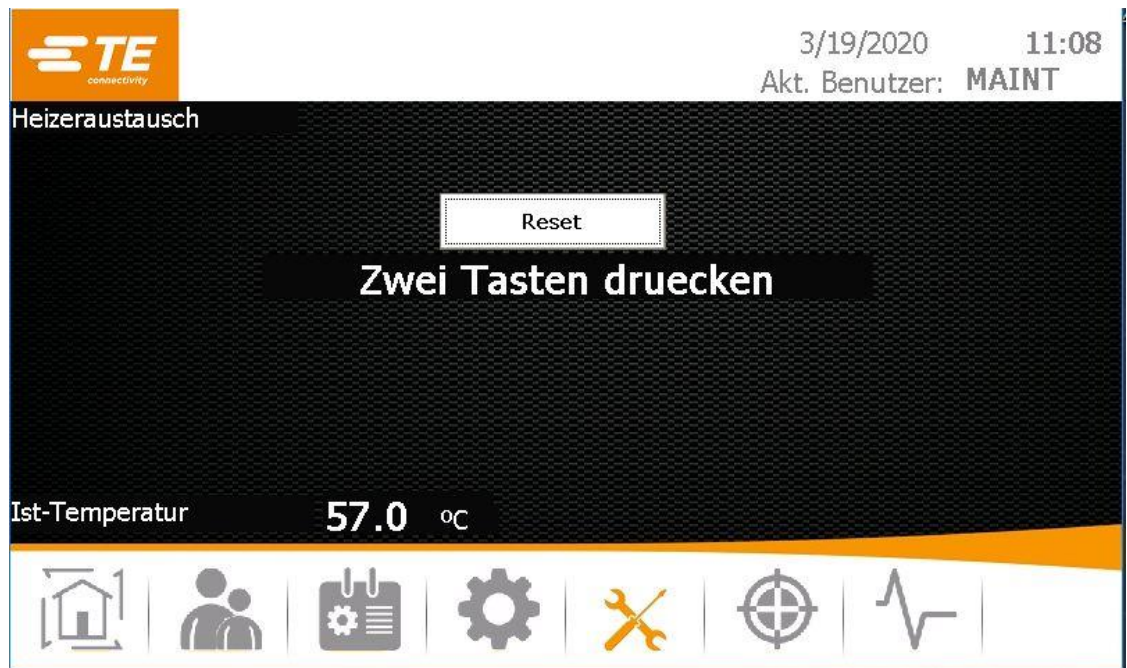 TE
connectivity
3/19/2020 11:08
Akt. Benutzer: MAINT
Heizeraustausch
Reset
Zwei Tasten druecken
Ist-Temperatur 57.0 ºC